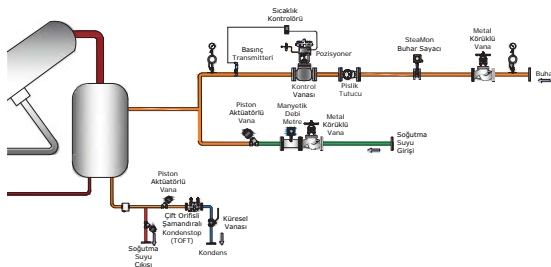 Sıcaklık
Kontrolörü
Basınç
Transmitteri
Pozisyoner
SteaMon
Buhar Sayacı
Metal
Körüklü
Vana
Kontrol
Vanası
Pislik
Tutucu
Buhar
Piston
Aktüatörlü
Vana
Manyetik
Debi
Metre
Metal
Körüklü
Vana
Soğutma
Suyu
Girişi
Piston
Aktüatörlü
Vana
Çift Orifisli
Şamandıralı
Kondenstop
(TOFT)
Küresel
Vanası
Soğutma
Suyu
Çıkışı
Kondens